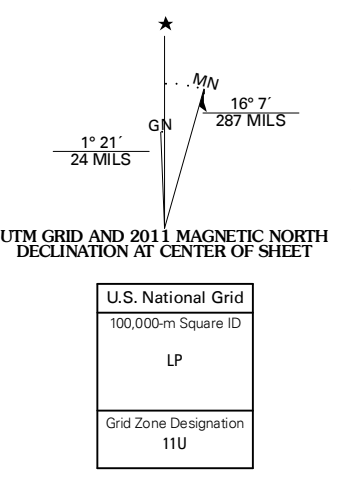 MN
16° 7´
287 MILS
GN
1° 21´
24 MILS
UTM GRID AND 2011 MAGNETIC NORTH
DECLINATION AT CENTER OF SHEET
U.S. National Grid
100,000-m Square ID
LP
Grid Zone Designation
11U